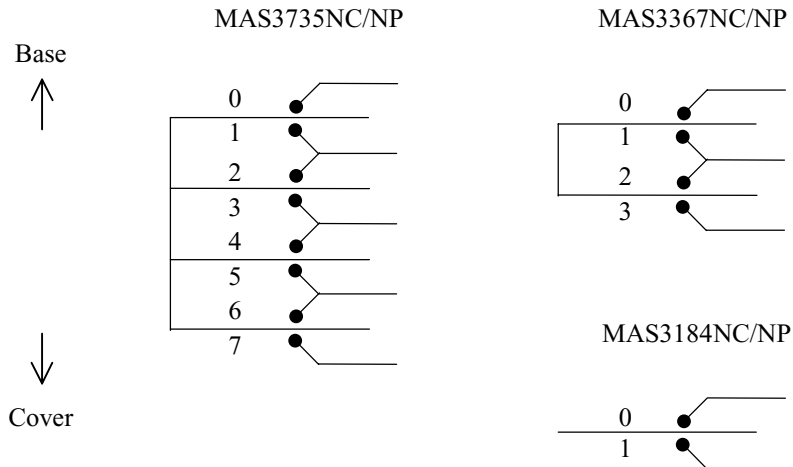 MAS3735NC/NP
Base
0
1
2
3
4
5
6
7
Cover
MAS3367NC/NP
0
1
2
3
MAS3184NC/NP
0
1